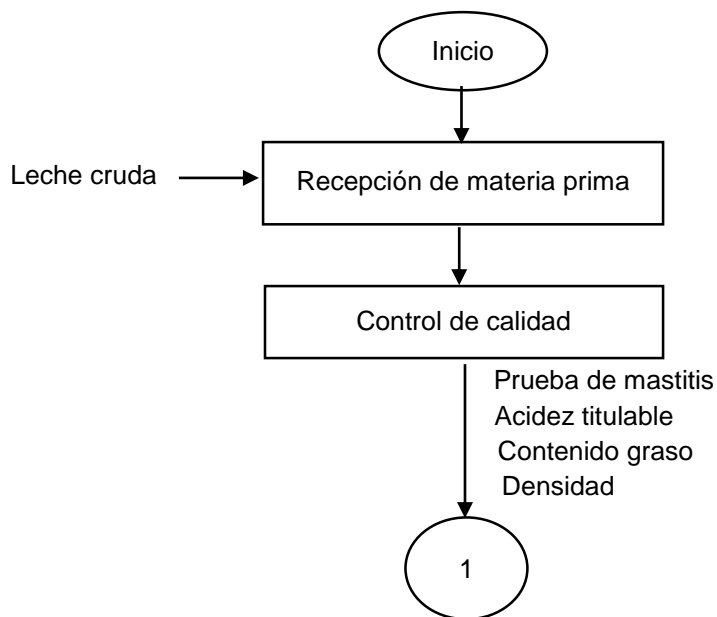 Inicio
Leche cruda
Recepción de materia prima
Control de calidad
Prueba de mastitis
Acidez titulable
Contenido graso
Densidad
1